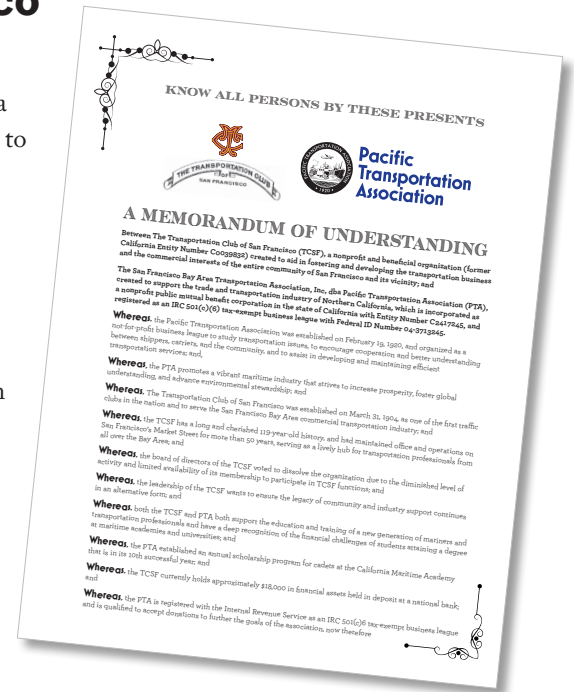 co
a
to
n
KNOW ALL PERSONS BY THESE PRESENTS
THE TRANSPORTATION CLUB
of
SAN FRANCISCO
PACIFIC TRANSPORTATION ASSOCIATION
• 1920 •
Pacific
Transportation
Association
A MEMORANDUM OF UNDERSTANDING
Between The Transportation Club of San Francisco (TCSF), a nonprofit and beneficial organization (former
California Entity Number C0039832) created to aid in fostering and developing the transportation business
and the commercial interests of the entire community of San Francisco and its vicinity; and
The San Francisco Bay Area Transportation Association, Inc, dba Pacific Transportation Association (PTA),
created to support the trade and transportation industry of Northern California, which is incorporated as
a nonprofit public mutual benefit corporation in the state of California with Entity Number C2417245, and
registered as an IRC 501(c)(6) tax-exempt business league with Federal ID Number 04-3713245.
Whereas, the Pacific Transportation Association was established on February 19, 1920, and organized as a
not-for-profit business league to study transportation issues, to encourage cooperation and better understanding
between shippers, carriers, and the community, and to assist in developing and maintaining efficient
transportation services; and,
Whereas, the PTA promotes a vibrant maritime industry that strives to increase prosperity, foster global
understanding, and advance environmental stewardship; and
Whereas, The Transportation Club of San Francisco was established on March 31, 1904, as one of the first traffic
clubs in the nation and to serve the San Francisco Bay Area commercial transportation industry; and
Whereas, the TCSF has a long and cherished 119-year-old history, and had maintained office and operations on
San Francisco's Market Street for more than 50 years, serving as a lively hub for transportation professionals from
all over the Bay Area; and
Whereas, the board of directors of the TCSF voted to dissolve the organization due to the diminished level of
activity and limited availability of its membership to participate in TCSF functions; and
Whereas, the leadership of the TCSF wants to ensure the legacy of community and industry support continues
in an alternative form; and
Whereas, both the TCSF and PTA both support the education and training of a new generation of mariners and
transportation professionals and have a deep recognition of the financial challenges of students attaining a degree
at maritime academies and universities; and
Whereas, the PTA established an annual scholarship program for cadets at the California Maritime Academy
that is in its 10th successful year; and
Whereas, the TCSF currently holds approximately $18,000 in financial assets held in deposit at a national bank;
and
Whereas, the PTA is registered with the Internal Revenue Service as an IRC 501(c)6 tax-exempt business league
and is qualified to accept donations to further the goals of the association, now therefore